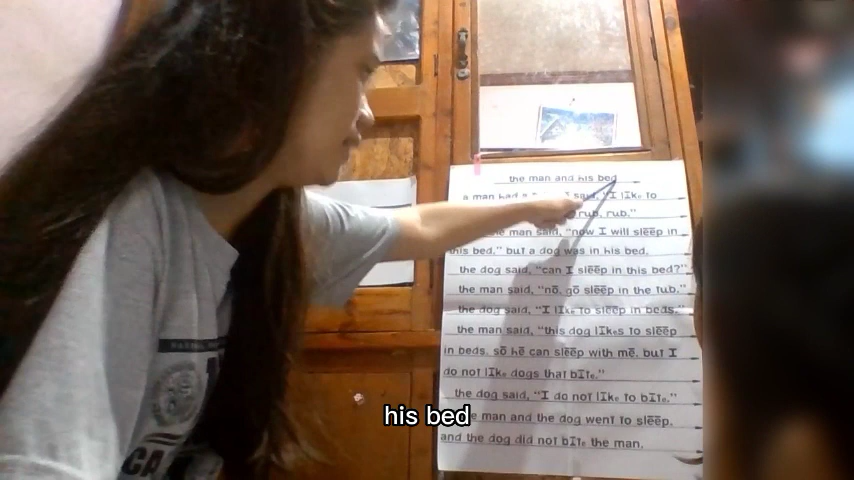 the man and his bed
a man had a said, "I līke to
rub, rub."
man said, "now I will slēēp in
this bed." but a dog was in his bed.
the dog said, "can I slēēp in this bed?"
the man said, "nō. gō slēēp in the tub."
the dog said, "I līke to slēēp in beds."
the man said, "this dog līkes to slēēp
in beds. sō hē can slēēp with mē. but I
do not līke dogs that bīte."
the dog said, "I do not līke to bīte."
man and the dog went to slēēp.
and the dog did not bīte the man.
his bed